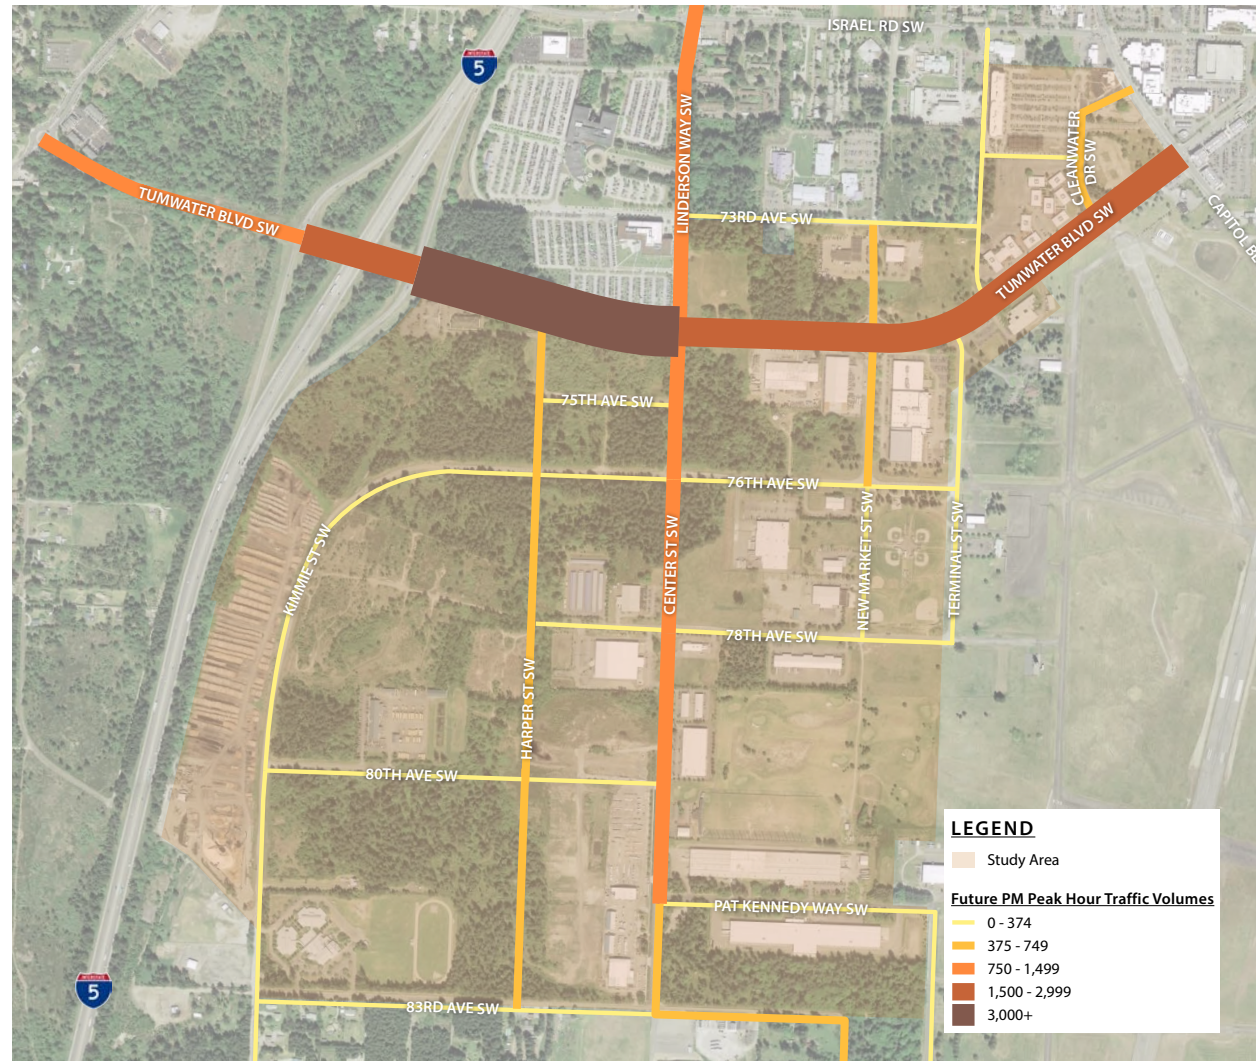 ISRAEL RD SW
INTERSTATE
5
LINDERSON WAY SW
CLEANWATER
DR SW
TUMWATER BLVD SW
73RD AVE SW
CAPITOL BL
TUMWATER BLVD SW
75TH AVE SW
76TH AVE SW
KIMMIE ST SW
CENTER ST SW
NEW MARKET ST SW
TERMINAL ST SW
78TH AVE SW
HARPER ST SW
80TH AVE SW
PAT KENNEDY WAY SW
INTERSTATE
5
83RD AVE SW
LEGEND
Study Area
Future PM Peak Hour Traffic Volumes
0 - 374
375 - 749
750 - 1,499
1,500 - 2,999
3,000+